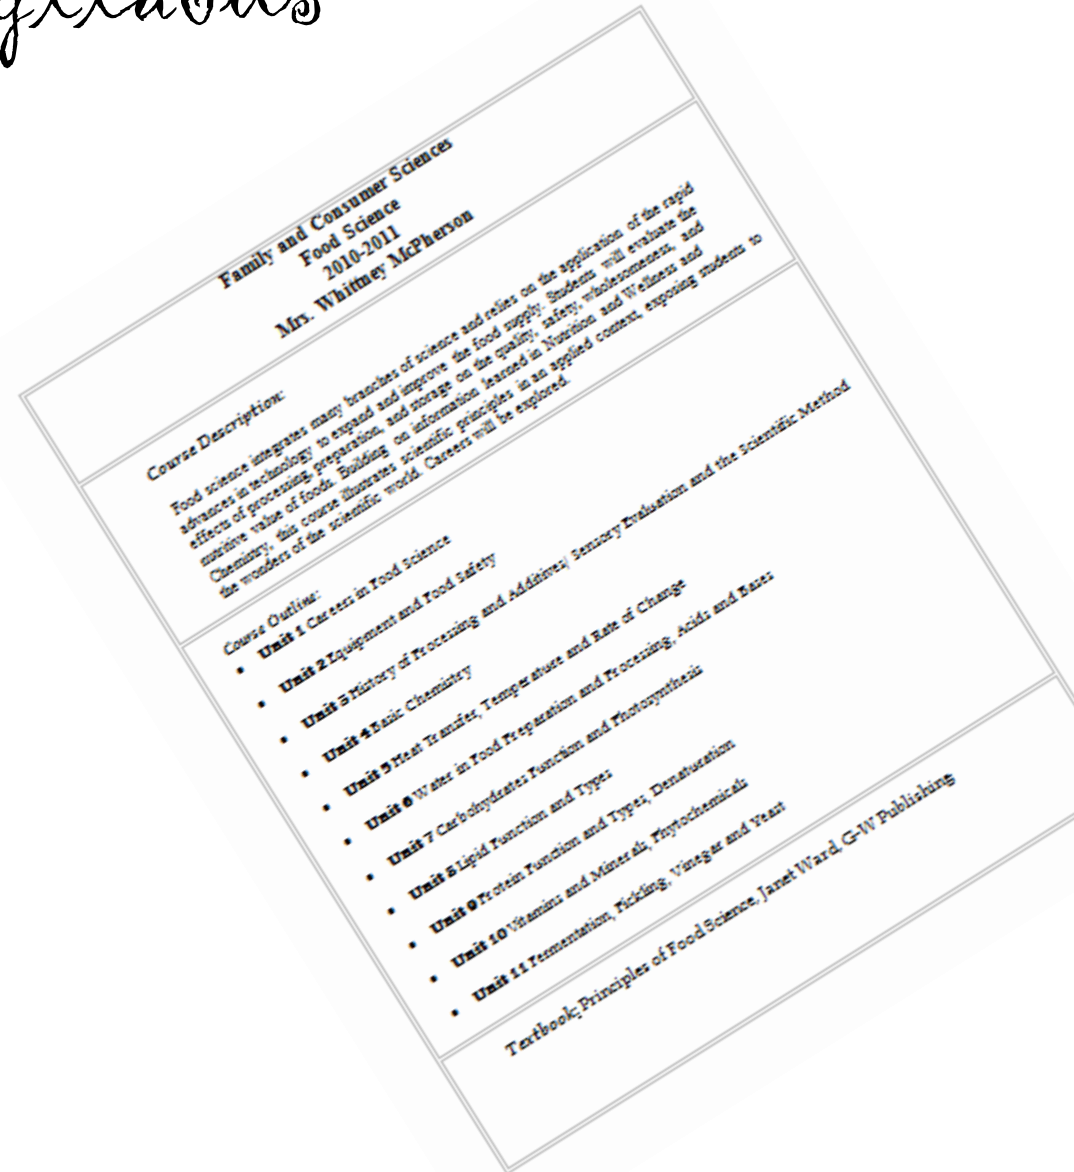 yllabus
Family and Consumer Sciences
Food Science
2010-2011
Mrs. Whittney McPherson
Course Description:
Food science integrates many branches of science and relies on the application of the rapid
advances in technology to expand and improve the food supply. Students will evaluate the
effects of processing, preparation, and storage on the quality, safety, wholesomeness, and
nutritive value of foods. Building on information learned in Nutrition and Wellness and
Chemistry, this course illustrates scientific principles in an applied context, exposing students to
the wonders of the scientific world. Careers will be explored.
Course Outline:
• Unit 1 Careers in Food Science
• Unit 2 Equipment and Food Safety
• Unit 3 History of Processing and Additives/ Sensory Evaluation and the Scientific Method
• Unit 4 Basic Chemistry
• Unit 5 Heat Transfer, Temperature and Rate of Change
• Unit 6 Water in Food Preparation and Processing, Acids and Bases
• Unit 7 Carbohydrates Function and Photosynthesis
• Unit 8 Lipid Function and Types
• Unit 9 Protein Function and Types, Denaturation
• Unit 10 Vitamins and Minerals, Phytochemicals
• Unit 11 Fermentation, Pickling, Vinegar and Yeast
Textbook: Principles of Food Science, Janet Ward, G-W Publishing